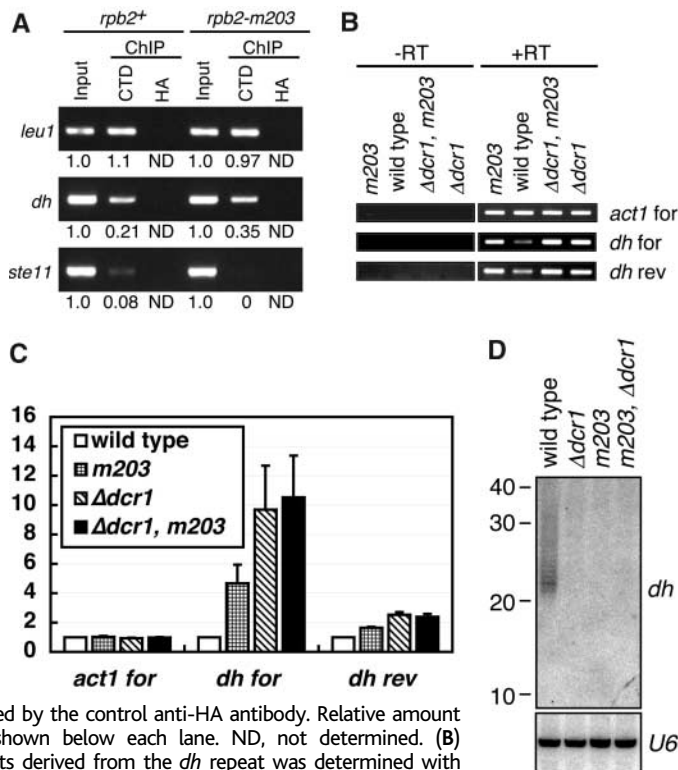 A
rpb2+ rpb2-m203
ChIP ChIP
Input CTD HA Input CTD HA
leu1
1.0 1.1 ND 1.0 0.97 ND
dh
1.0 0.21 ND 1.0 0.35 ND
ste11
1.0 0.08 ND 1.0 0 ND
B
-RT +RT
m203 wild type Δdcr1, m203 Δdcr1 m203 wild type Δdcr1, m203 Δdcr1
act1 for
dh for
dh rev
C
16
14
12
10
8
6
4
2
0
wild type
m203
Δdcr1
Δdcr1, m203
act1 for dh for dh rev
D
wild type Δdcr1 m203 m203, Δdcr1
40
30
20
10
dh
U6
ed by the control anti-HA antibody. Relative amount
shown below each lane. ND, not determined. (B)
ts derived from the dh repeat was determined with